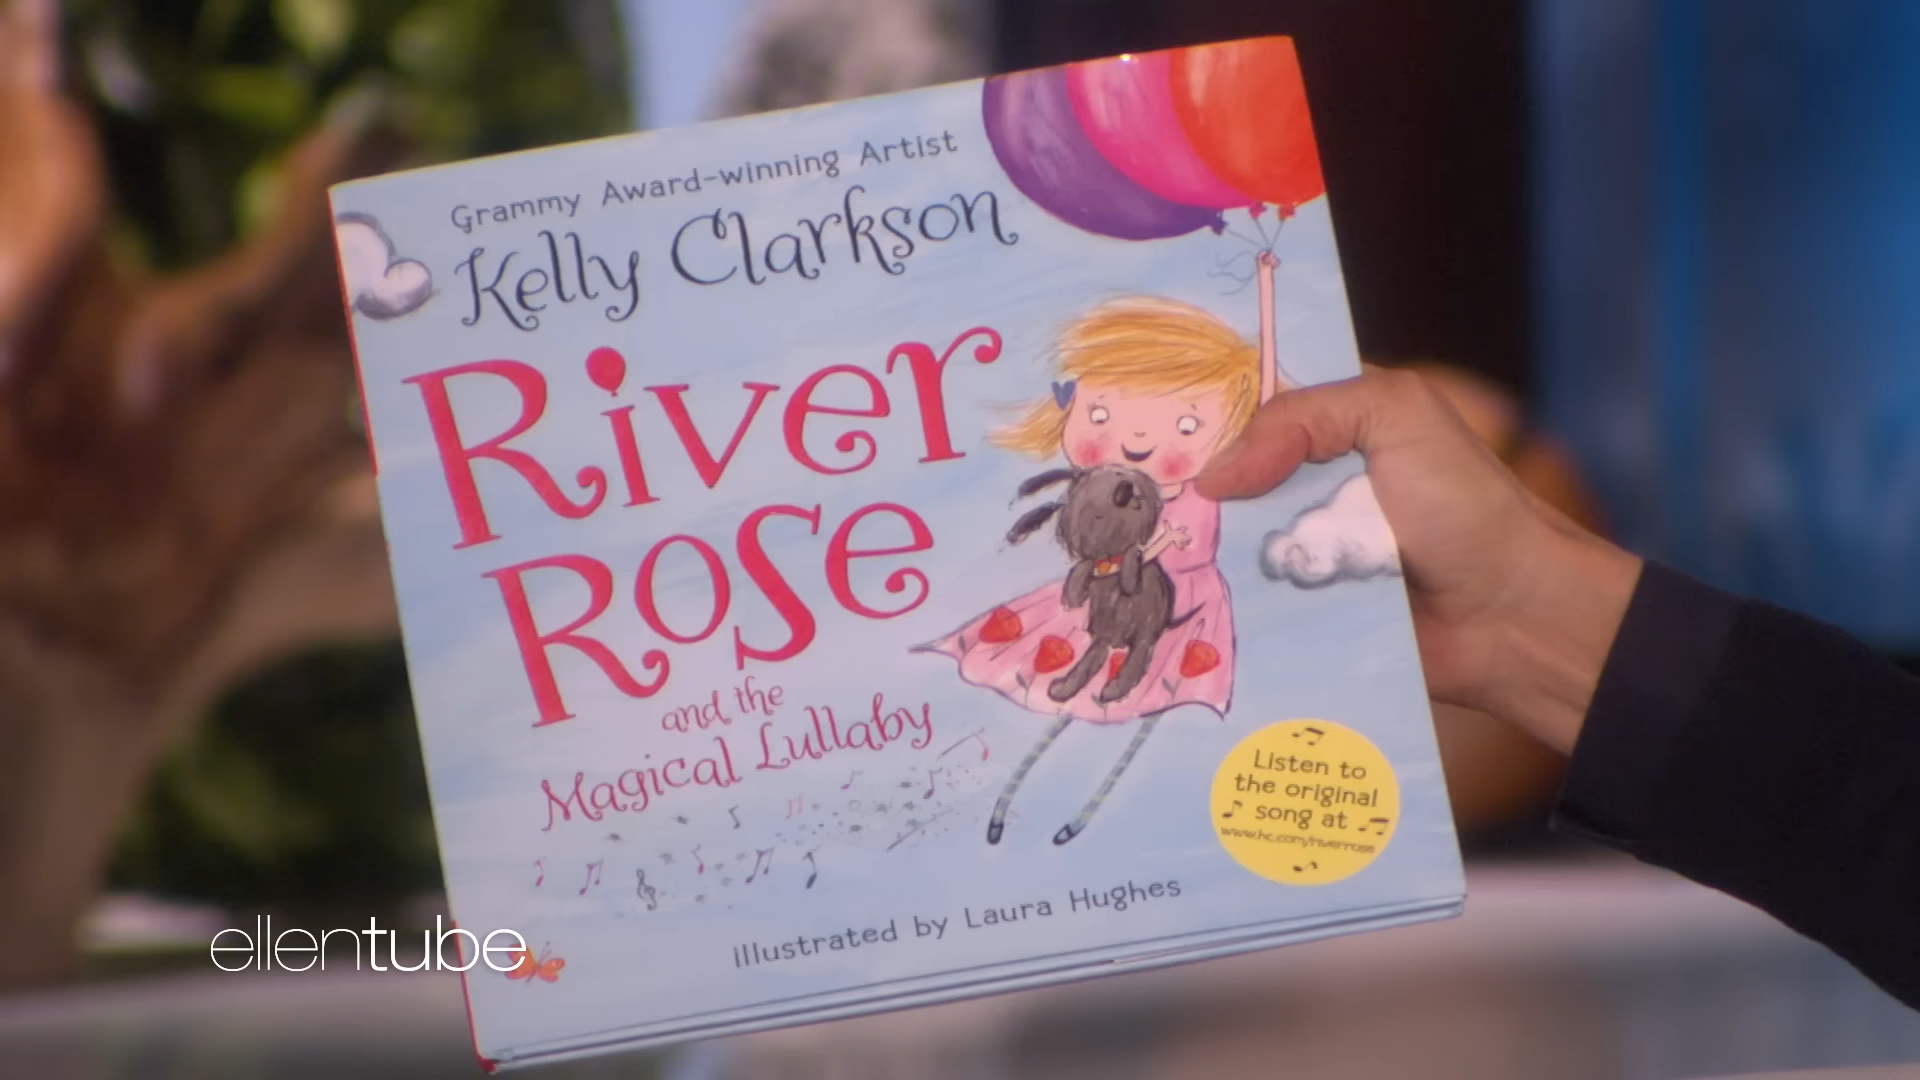 Grammy Award-winning Artist
Kelly Clarkson
River
Rose
and the
Magical Lullaby
Listen to
the original
song at
www.hc.com/riverrose
illustrated by Laura Hughes
ellentube